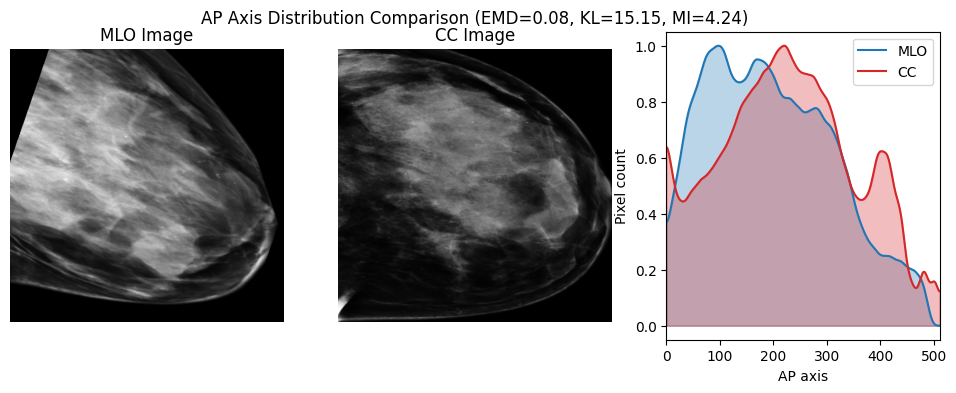 AP Axis Distribution Comparison (EMD=0.08, KL=15.15, MI=4.24)
MLO Image
CC Image
MLO
CC
Pixel count
1.0
0.8
0.6
0.4
0.2
0.0
0 100 200 300 400 500
AP axis